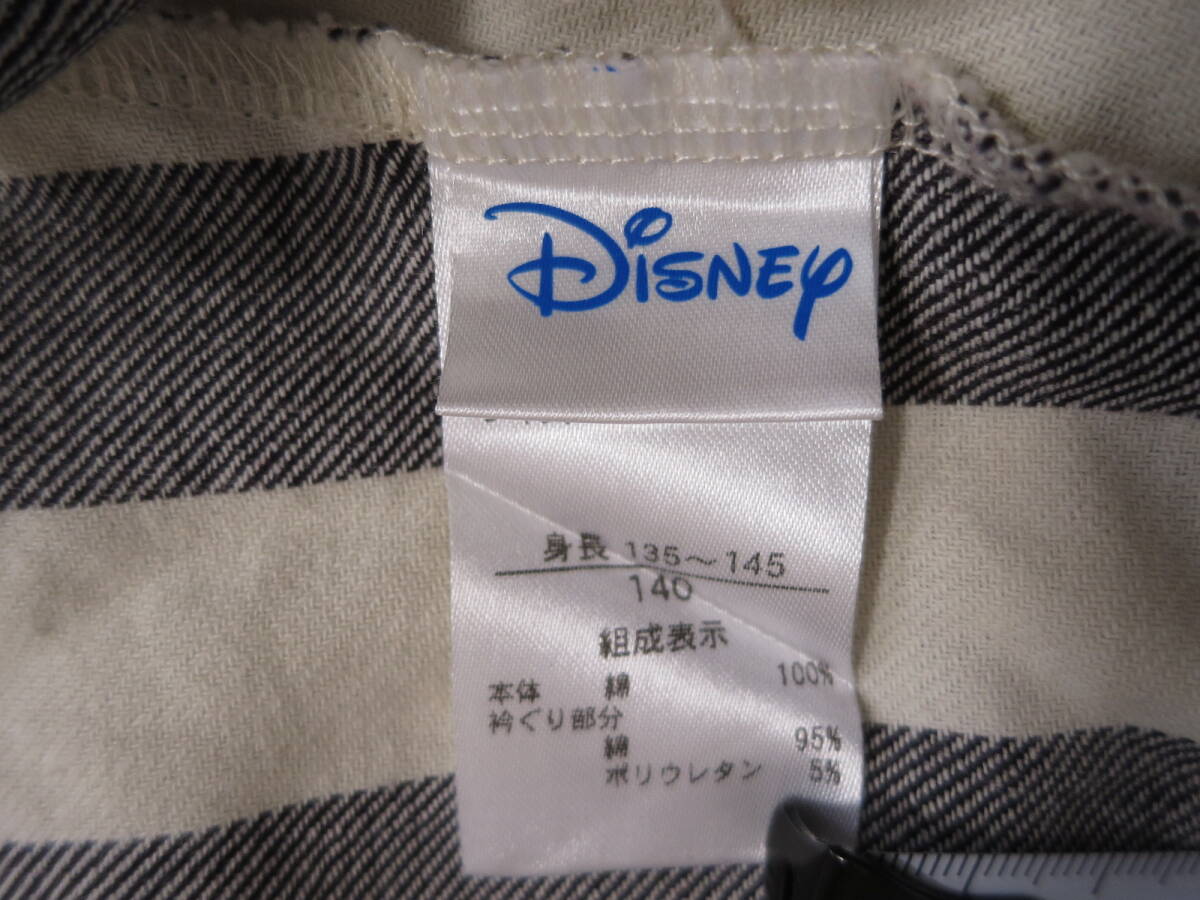 Disney
身長 135～145
140
組成表示
本体 綿 100%
衿ぐり部分
綿 95%
ポリウレタン 5%